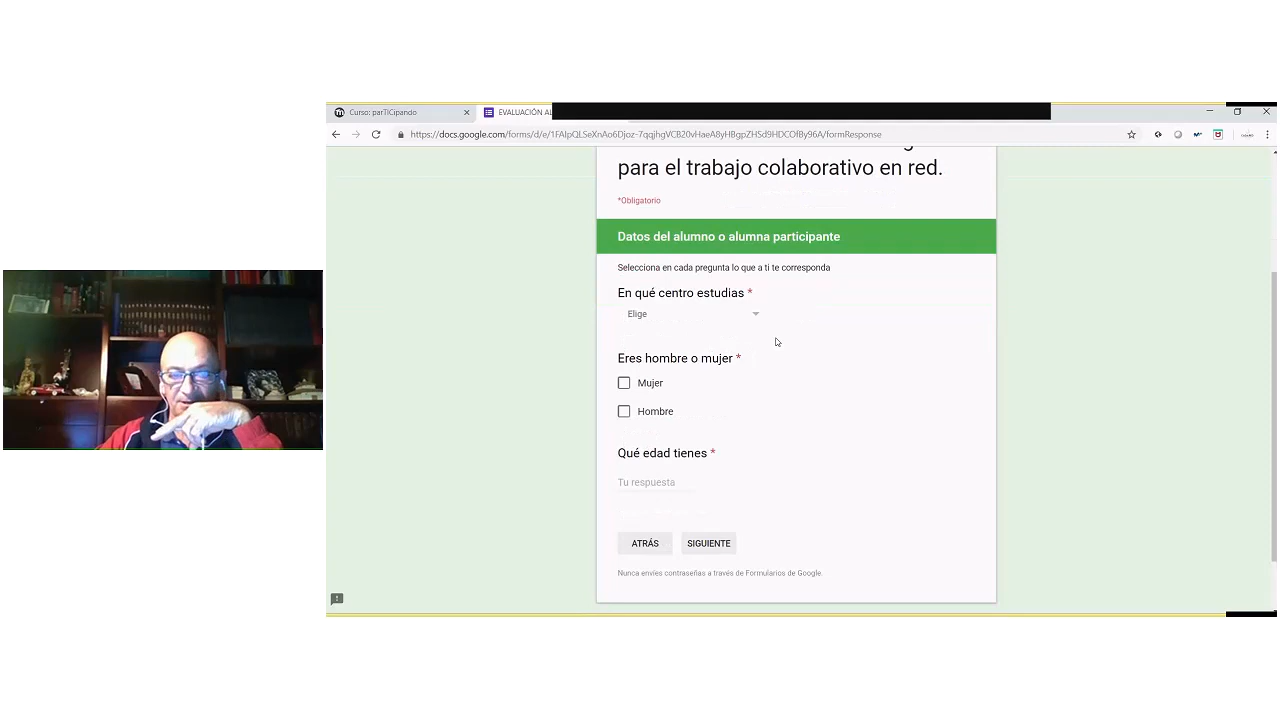 Curso: parTICipando
EVALUACIÓN AL
https://docs.google.com/forms/d/e/1FAIpQLSeXnAo6Djoz-7qqjhgVCB20vHaeA8yHBgpZHSd9HDCOfBy96A/formResponse
para el trabajo colaborativo en red.
*Obligatorio
Datos del alumno o alumna participante
Selecciona en cada pregunta lo que a ti te corresponda
En qué centro estudias *
Elige
Eres hombre o mujer *
Mujer
Hombre
Qué edad tienes *
Tu respuesta
ATRÁS
SIGUIENTE
Nunca envíes contraseñas a través de Formularios de Google.